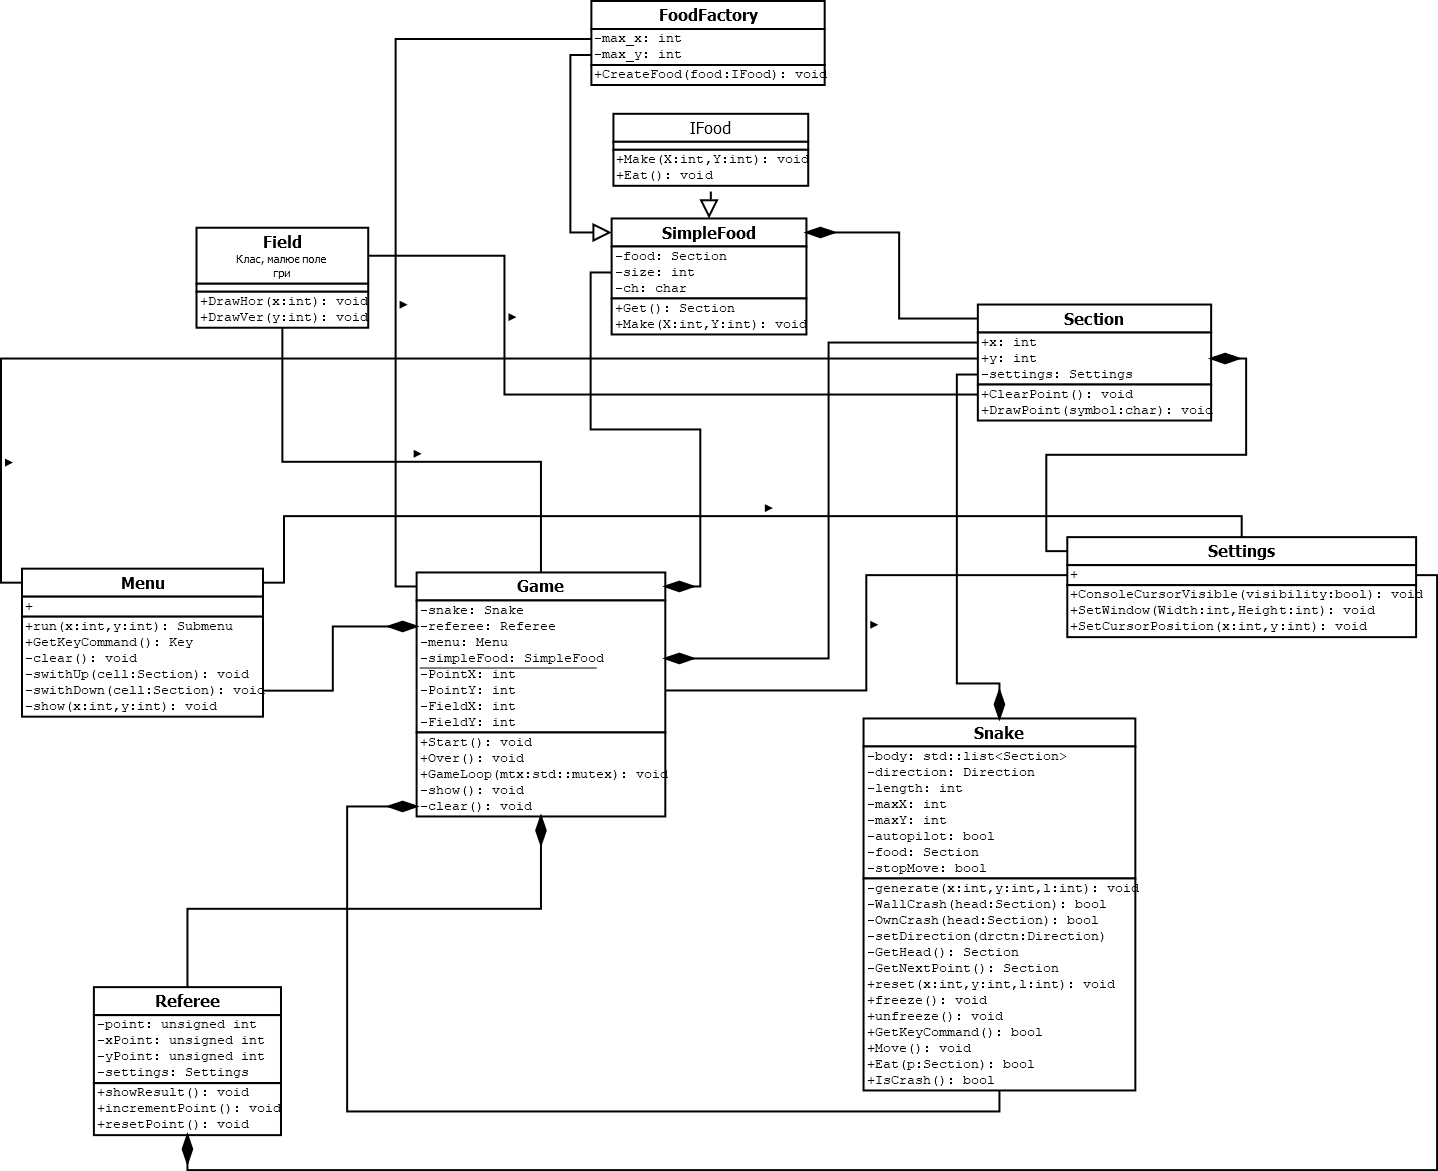 FoodFactory
-max_x: int
-max_y: int
+CreateFood(food:IFood): void
IFood
+Make(X:int,Y:int): void
+Eat(): void
SimpleFood
-food: Section
-size: int
-ch: char
+Get(): Section
+Make(X:int,Y:int): void
Field
Клас, малює поле
гри
+DrawHor(x:int): void
+DrawVer(y:int): void
Section
+x: int
+y: int
-settings: Settings
+ClearPoint(): void
+DrawPoint(symbol:char): void
Settings
+
+ConsoleCursorVisible(visibility:bool): void
+SetWindow(Width:int,Height:int): void
+SetCursorPosition(x:int,y:int): void
Menu
+
+run(x:int,y:int): Submenu
+GetKeyCommand(): Key
-clear(): void
-swithUp(cell:Section): void
-swithDown(cell:Section): void
-show(x:int,y:int): void
Game
-snake: Snake
-referee: Referee
-menu: Menu
-simpleFood: SimpleFood
-PointX: int
-PointY: int
-FieldX: int
-FieldY: int
+Start(): void
+Over(): void
+GameLoop(mtx:std::mutex): void
-show(): void
-clear(): void
Snake
-body: std::list<Section>
-direction: Direction
-length: int
-maxX: int
-maxY: int
-autopilot: bool
-food: Section
-stopMove: bool
-generate(x:int,y:int,l:int): void
-WallCrash(head:Section): bool
-OwnCrash(head:Section): bool
-setDirection(drctn:Direction)
-GetHead(): Section
-GetNextPoint(): Section
+reset(x:int,y:int,l:int): void
+freeze(): void
+unfreeze(): void
+GetKeyCommand(): bool
+Move(): void
+Eat(p:Section): bool
+IsCrash(): bool
Referee
-point: unsigned int
-xPoint: unsigned int
-yPoint: unsigned int
-settings: Settings
+showResult(): void
+incrementPoint(): void
+resetPoint(): void